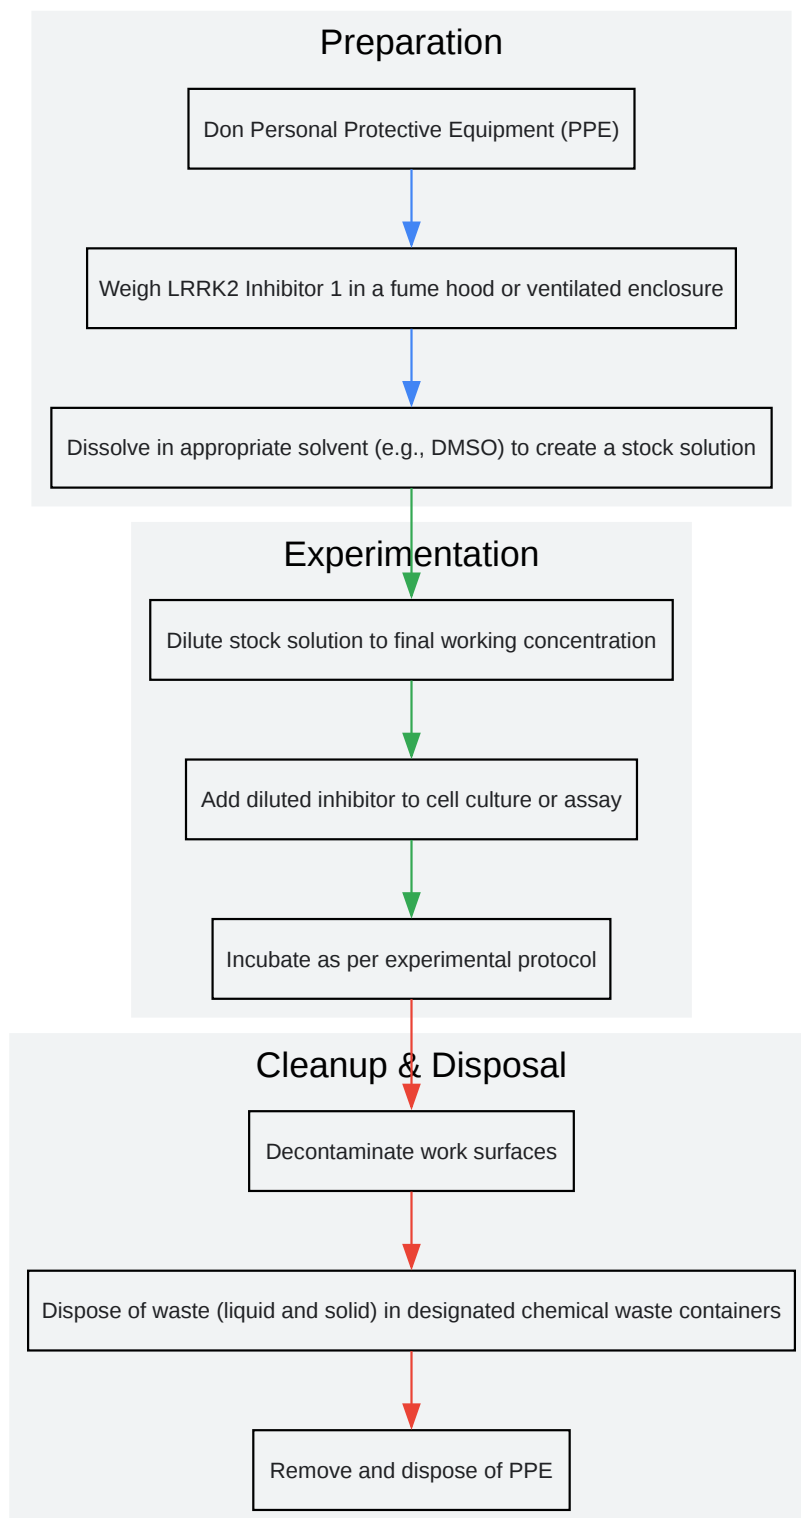 Preparation
Don Personal Protective Equipment (PPE)
Weigh LRRK2 Inhibitor 1 in a fume hood or ventilated enclosure
Dissolve in appropriate solvent (e.g., DMSO) to create a stock solution
Experimentation
Dilute stock solution to final working concentration
Add diluted inhibitor to cell culture or assay
Incubate as per experimental protocol
Cleanup & Disposal
Decontaminate work surfaces
Dispose of waste (liquid and solid) in designated chemical waste containers
Remove and dispose of PPE